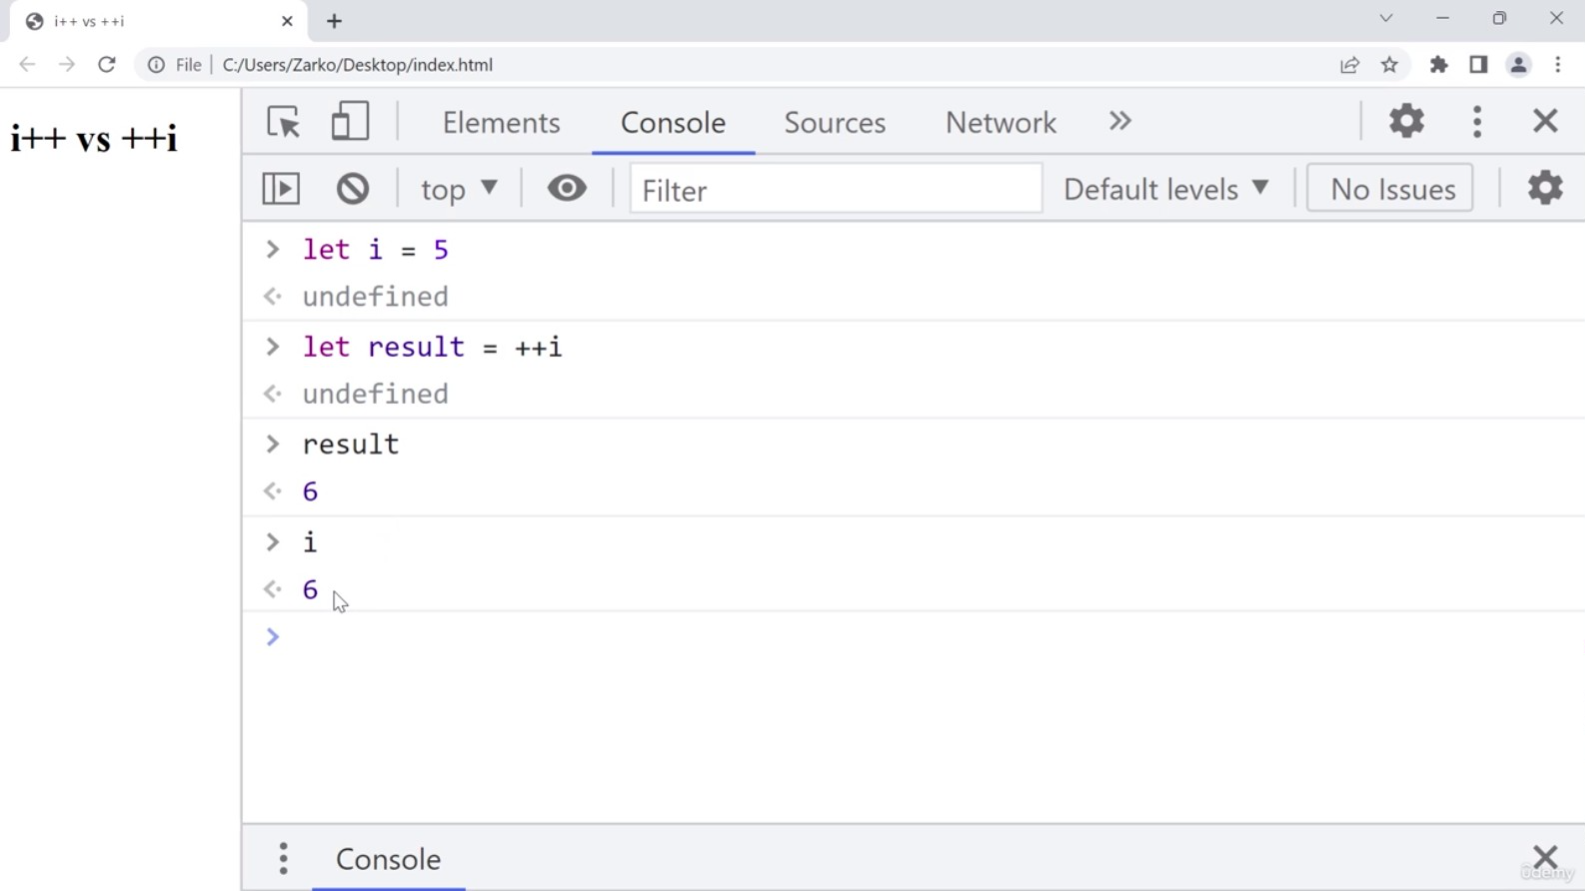 i++ vs ++i
File C:/Users/Zarko/Desktop/index.html
i++ vs ++i
Elements Console Sources Network
top Filter Default levels No Issues
> let i = 5
undefined
> let result = ++i
undefined
> result
6
> i
6
>
Console
ûdemy